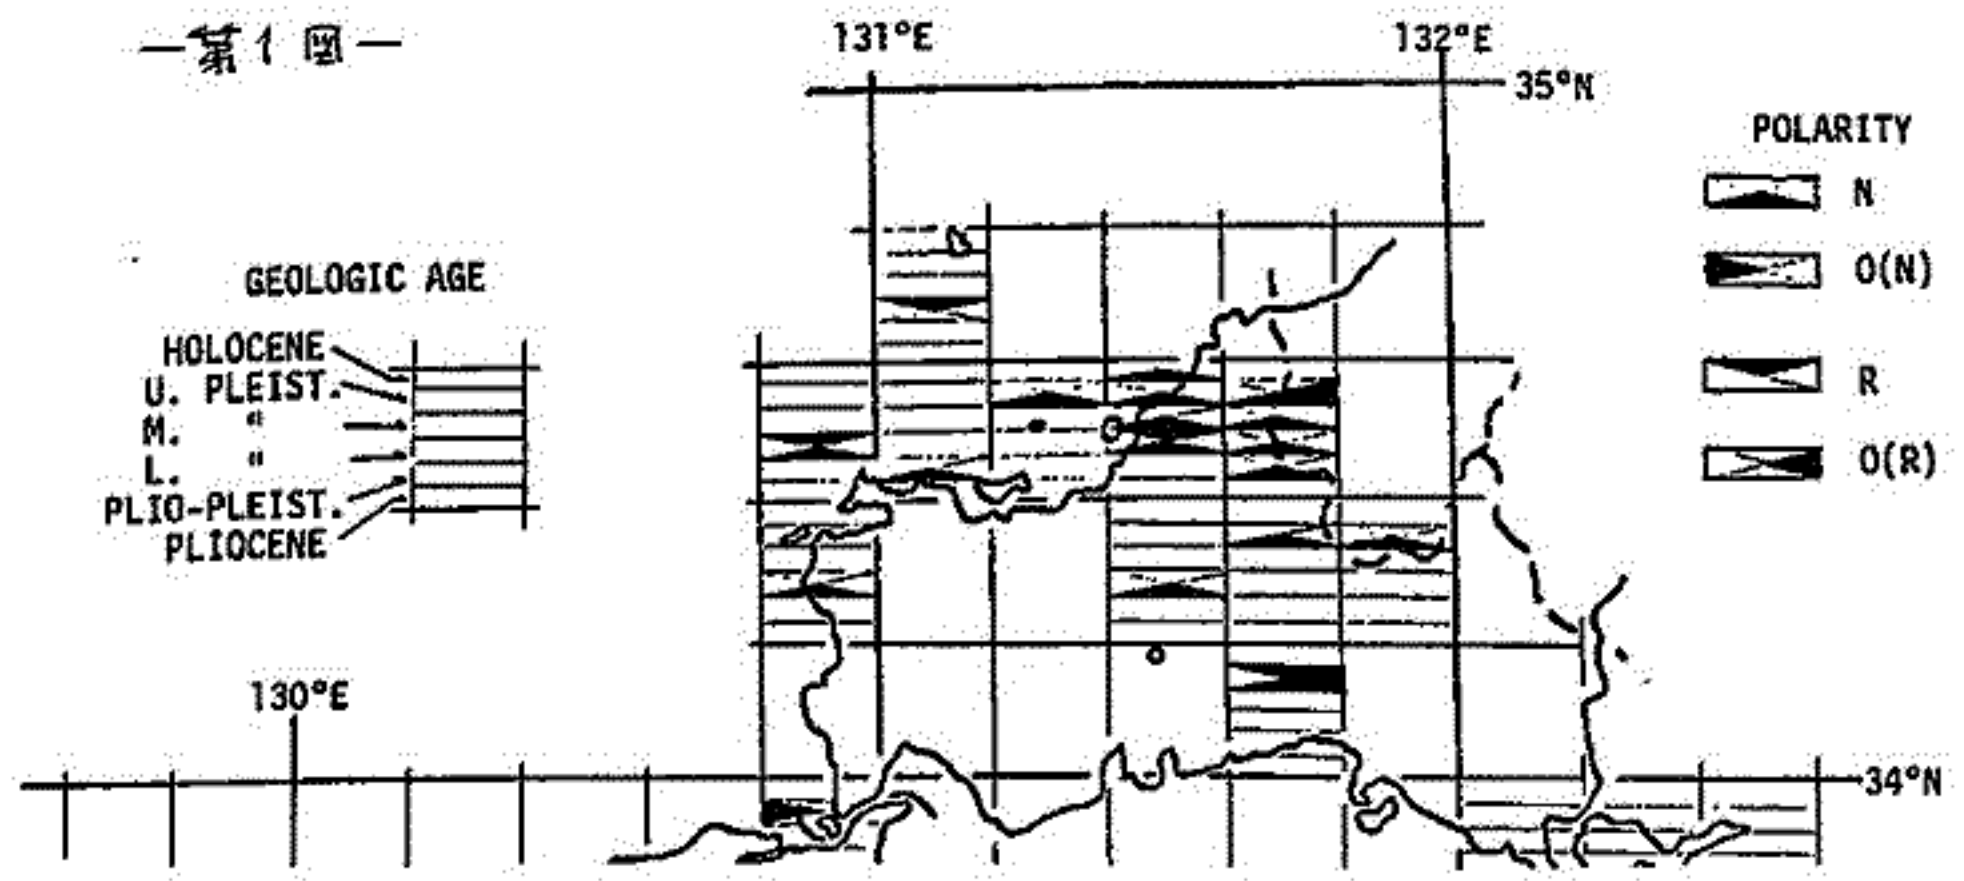 —第1図—
131°E
132°E
35°N
POLARITY
N
O(N)
R
O(R)
GEOLOGIC AGE
HOLOCENE
U. PLEIST.
M. "
L. "
PLIO-PLEIST.
PLIOCENE
130°E
34°N